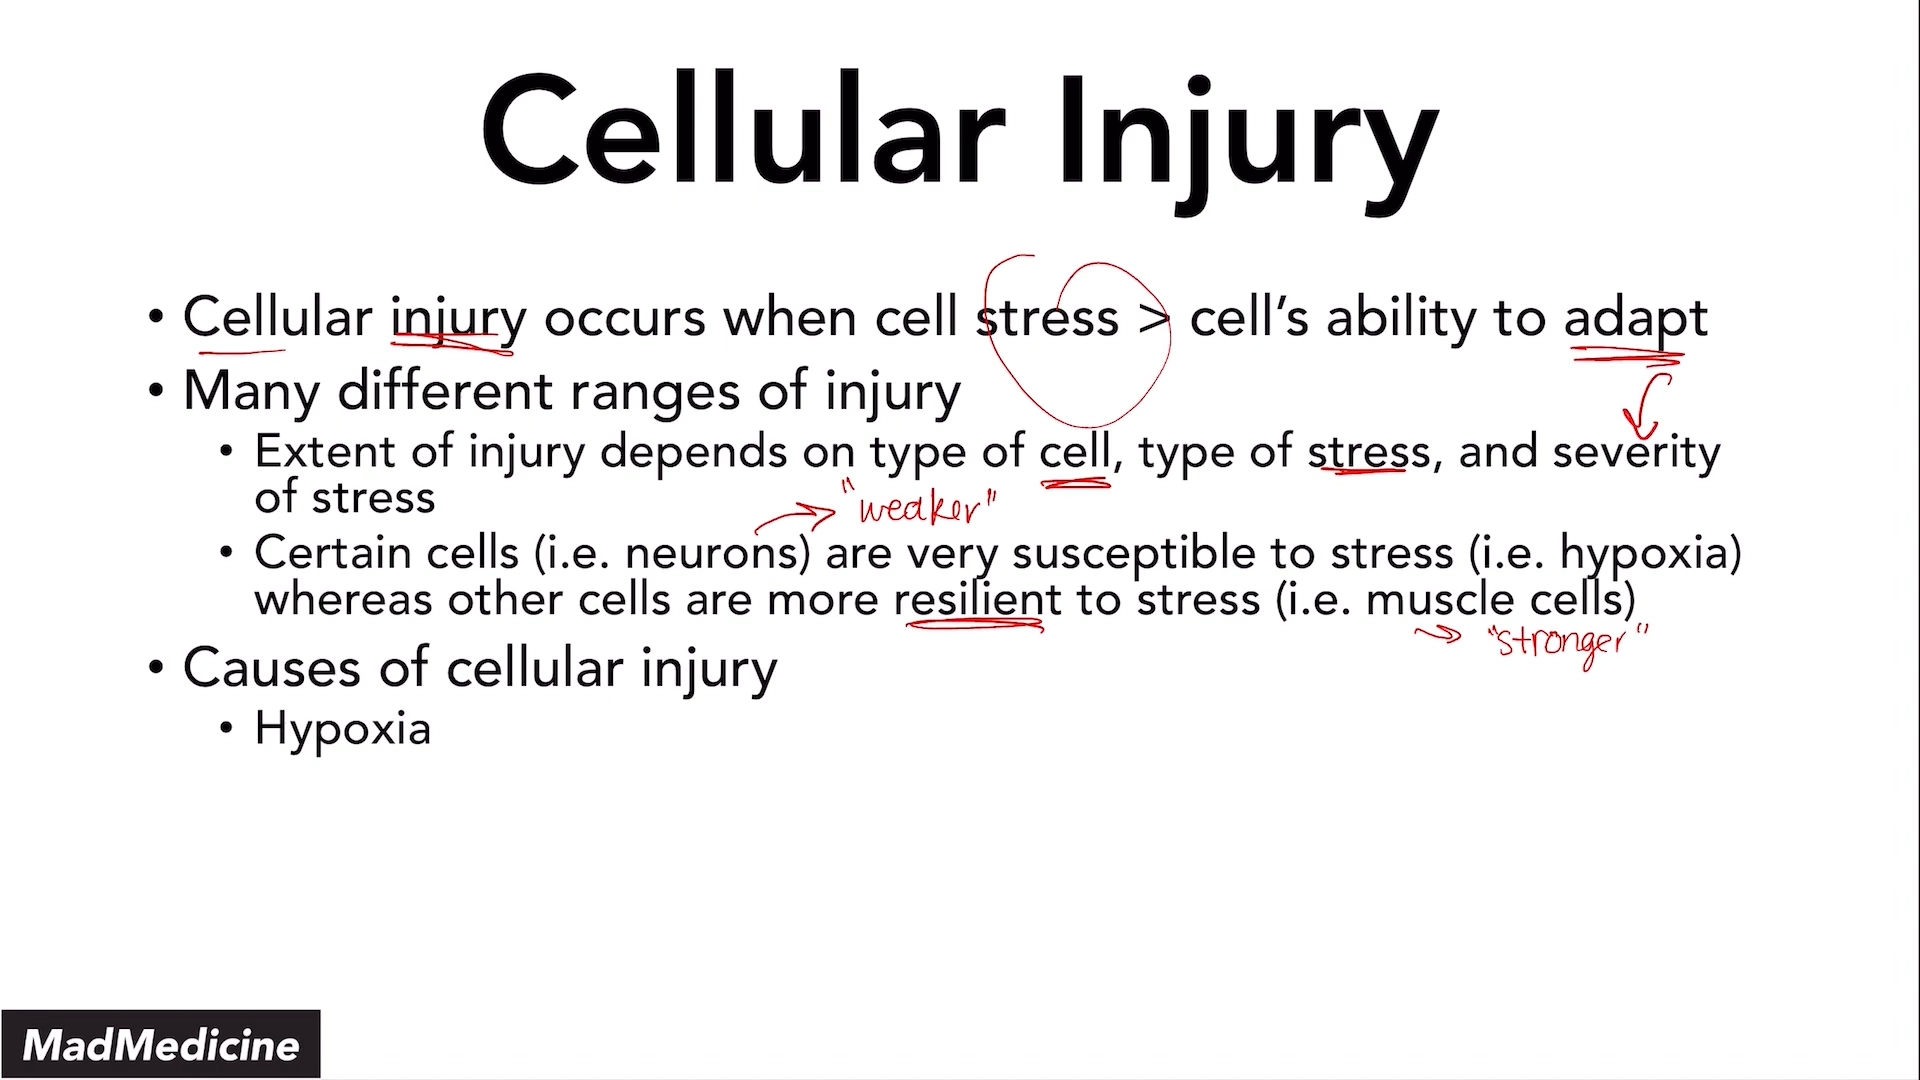 Cellular Injury
• Cellular injury occurs when cell stress > cell's ability to adapt
• Many different ranges of injury
• Extent of injury depends on type of cell, type of stress, and severity
of stress
"weaker"
• Certain cells (i.e. neurons) are very susceptible to stress (i.e. hypoxia)
whereas other cells are more resilient to stress (i.e. muscle cells)
"stronger"
• Causes of cellular injury
• Hypoxia
MadMedicine